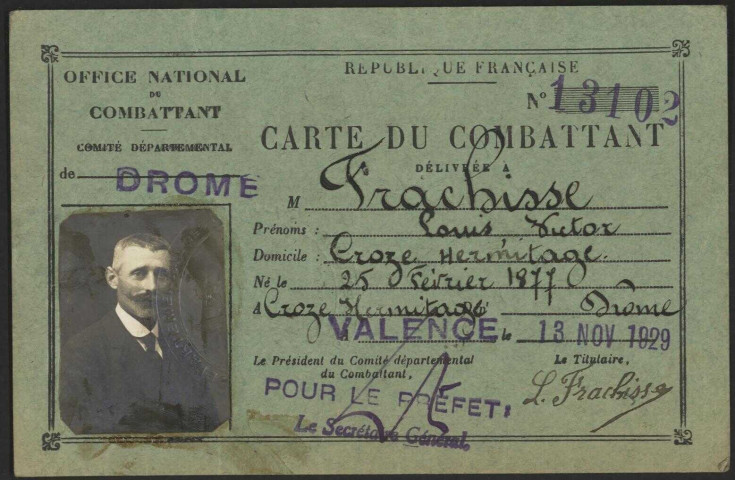 OFFICE NATIONAL
DU
COMBATTANT
COMITÉ DÉPARTEMENTAL
de DROME
REPUBLIQUE FRANÇAISE
N° 13102
CARTE DU COMBATTANT
DÉLIVRÉE A
M Frachisse
Prénoms : Louis Victor
Domicile : Croze Hermitage.
Né le 25 Février 1877
A Croze Hermitage Drome
A VALENCE le 13 NOV 1929
Le Président du Comité départemental
du Combattant,
Le Titulaire,
POUR LE PREFET:
Le Secrétaire Général,
L. Frachisse